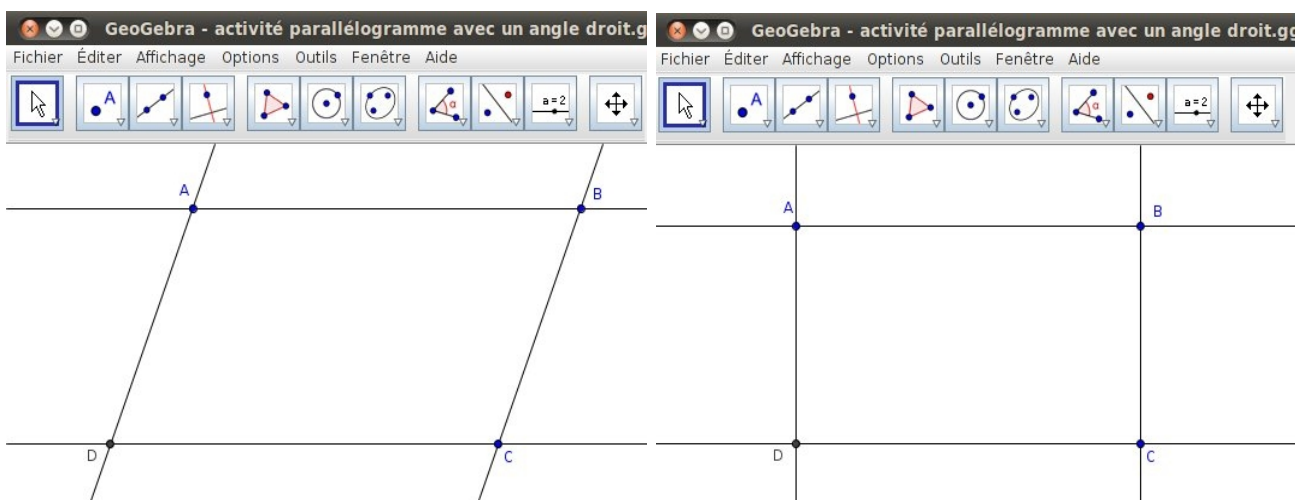 GeoGebra - activité parallélogramme avec un angle droit.g
Fichier Éditer Affichage Options Outils Fenêtre Aide
A
α
a=2
A
B
D
C
GeoGebra - activité parallélogramme avec un angle droit.gg
Fichier Éditer Affichage Options Outils Fenêtre Aide
A
α
a=2
A
B
D
C